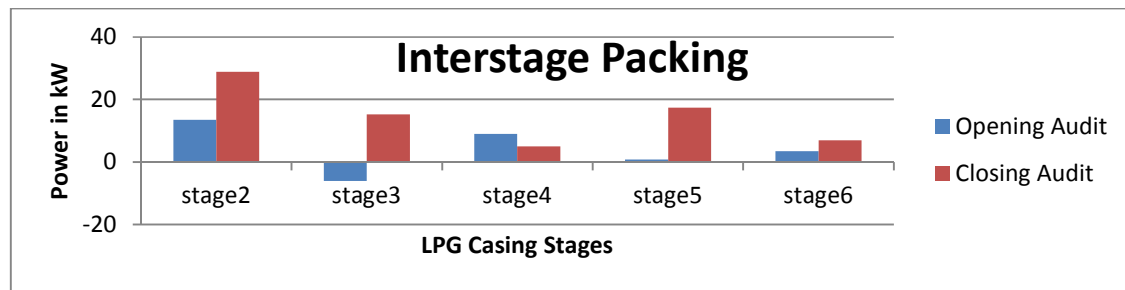 Interstage Packing
Power in kW
40
20
0
-20
stage2 stage3 stage4 stage5 stage6
LPG Casing Stages
Opening Audit
Closing Audit